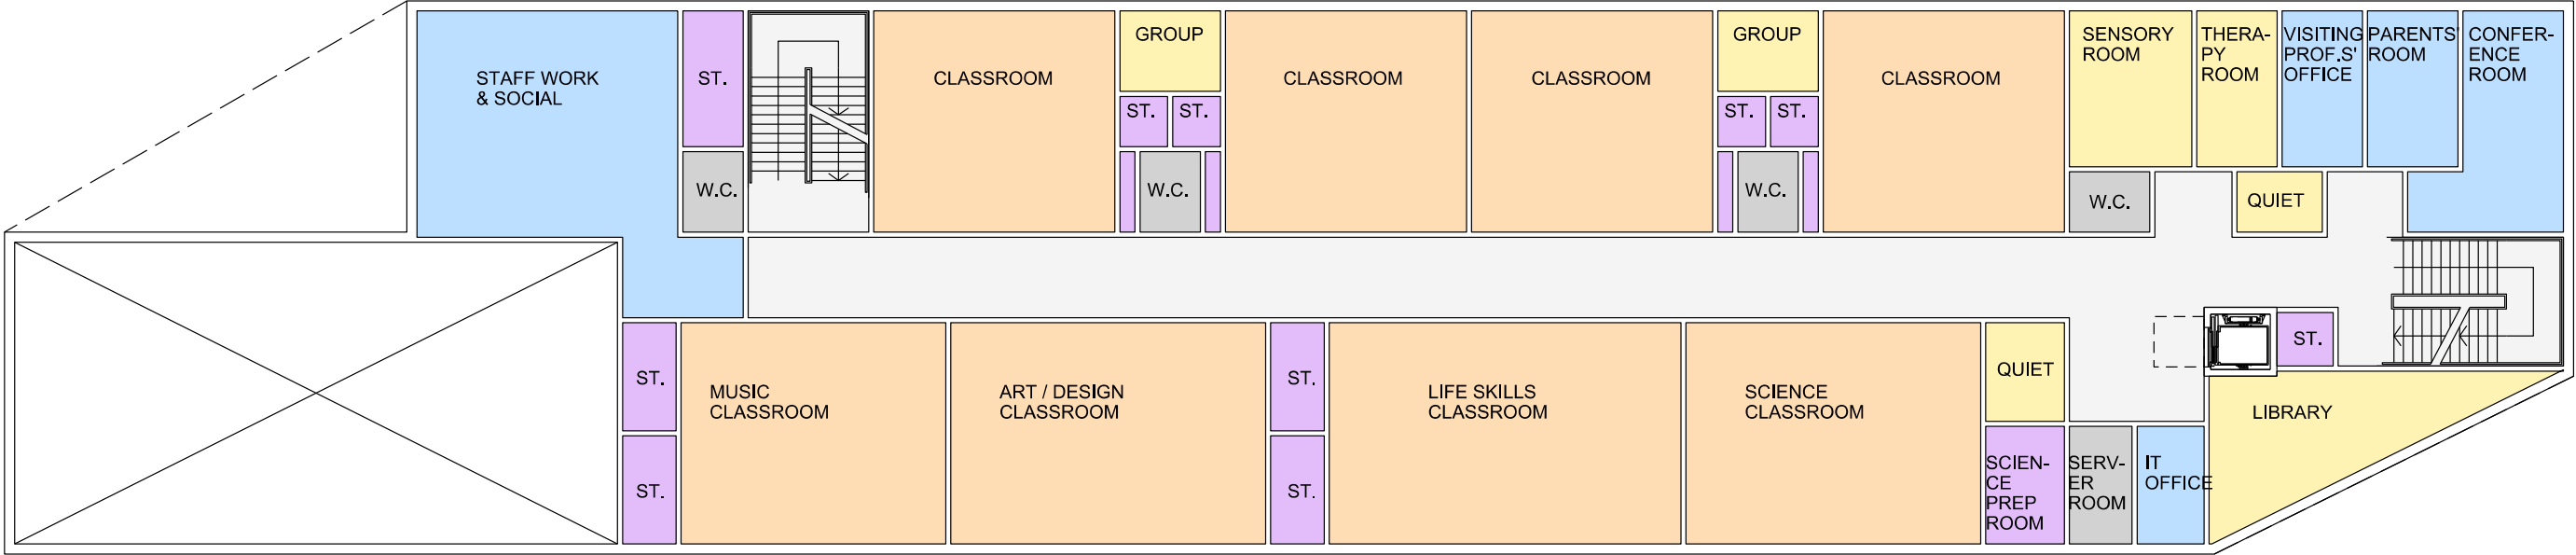 STAFF WORK
& SOCIAL
ST.
W.C.
CLASSROOM
GROUP
ST.
ST.
W.C.
CLASSROOM
CLASSROOM
GROUP
ST.
ST.
W.C.
CLASSROOM
SENSORY
ROOM
W.C.
THERA-
PY
ROOM
VISITING
PROF.S'
OFFICE
PARENTS'
ROOM
CONFER-
ENCE
ROOM
QUIET
ST.
ST.
MUSIC
CLASSROOM
ART / DESIGN
CLASSROOM
ST.
ST.
LIFE SKILLS
CLASSROOM
SCIENCE
CLASSROOM
QUIET
SCIEN-
CE
PREP
ROOM
SERV-
ER
ROOM
IT
OFFICE
ST.
LIBRARY